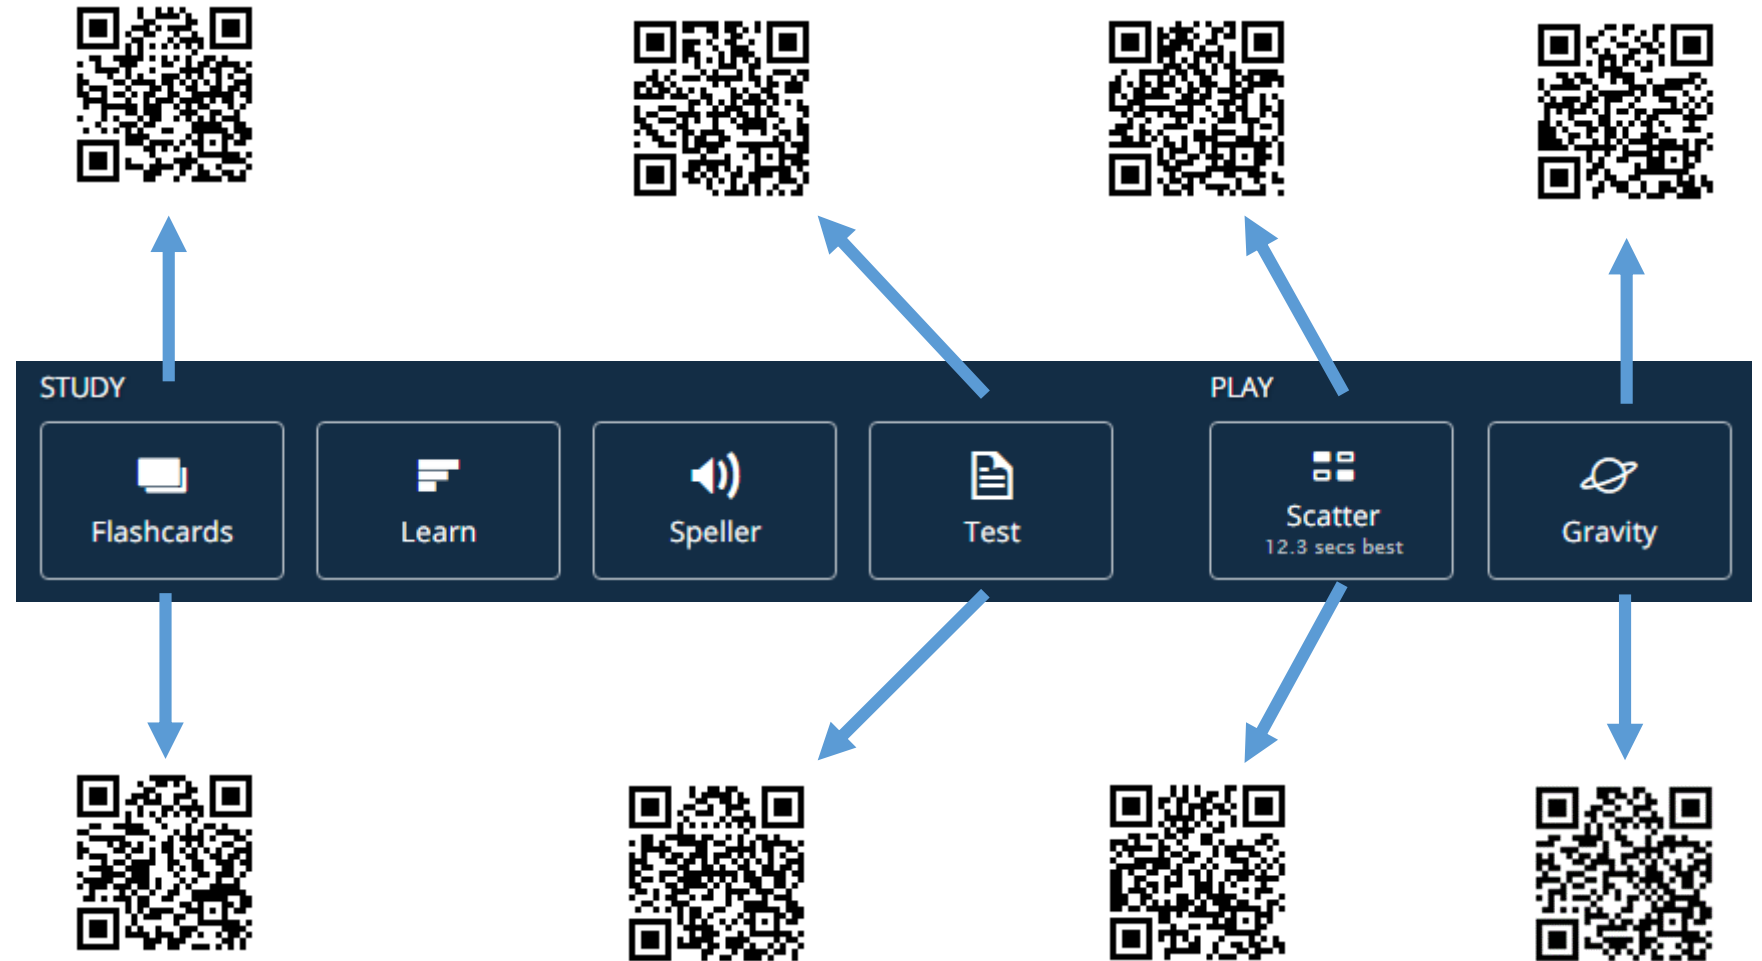 STUDY
PLAY
Flashcards
Learn
Speller
Test
Scatter
12.3 secs best
Gravity